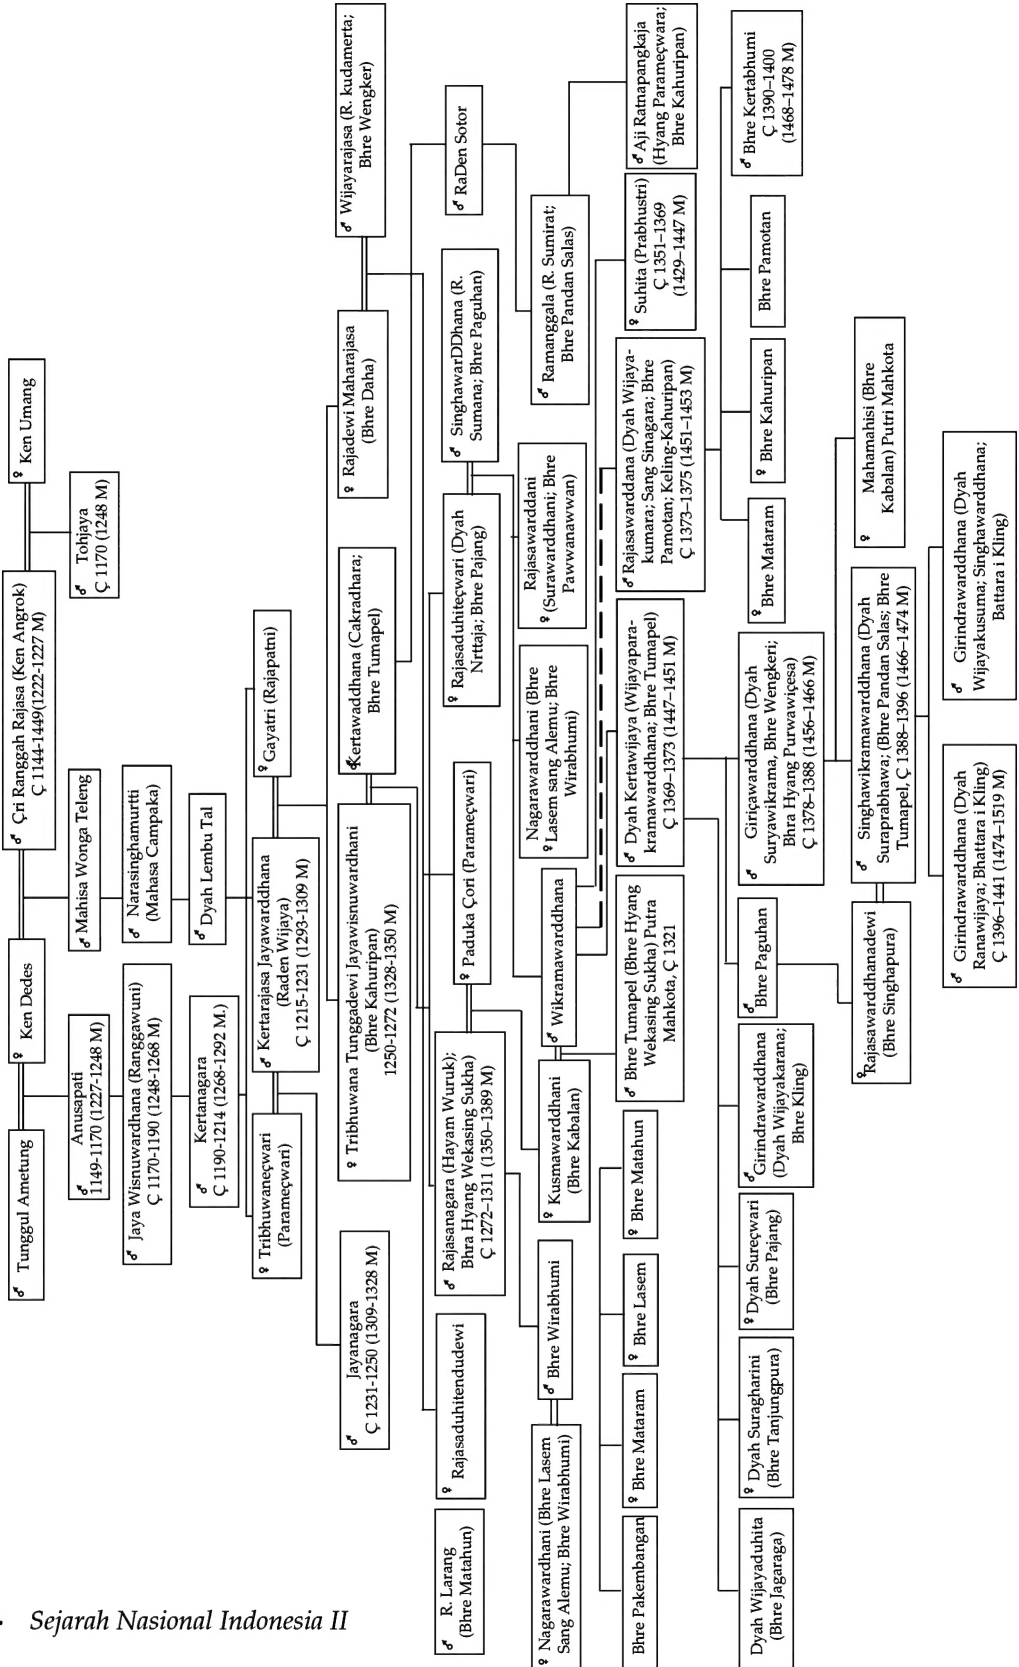 ♂ Tunggul Ametung
♀ Ken Dedes
♂ Çri Ranggah Rajasa (Ken Angrok)
Ç 1144-1449(1222-1227 M)
♀ Ken Umang
♂ Anusapati
1149-1170 (1227-1248 M)
♂ Mahisa Wonga Teleng
♂ Tohjaya
Ç 1170 (1248 M)
♂ Jaya Wisnuwardhana (Ranggawuni)
Ç 1170-1190 (1248-1268 M)
♂ Narasinghamurtti
(Mahasa Campaka)
♂ Kertanagara
Ç 1190-1214 (1268-1292 M.)
♂ Dyah Lembu Tal
♀ Tribhuwaneçwari
(Parameçwari)
♂ Kertarajasa Jayawarddhana
(Raden Wijaya)
Ç 1215-1231 (1293-1309 M)
♀ Gayatri (Rajapatni)
♂ Jayanagara
Ç 1231-1250 (1309-1328 M)
♀ Tribhuwana Tunggadewi Jayawisnuwardhani
(Bhre Kahuripan)
1250-1272 (1328-1350 M)
♂ Kertawaddhana (Cakradhara;
Bhre Tumapel)
♀ Rajadewi Maharajasa
(Bhre Daha)
♂ Wijayarajasa (R. kudamerta;
Bhre Wengker)
♂ R. Larang
(Bhre Matahun)
♀ Rajasaduhitendudewi
♂ Rajasanagara (Hayam Wuruk);
Bhra Hyang Wekasing Sukha)
Ç 1272–1311 (1350–1389 M)
♀ Paduka Çori (Parameçwari)
♀ Rajasaduhiteçwari (Dyah
Nrttaja; Bhre Pajang)
♂ SinghawarDDhana (R.
Sumana; Bhre Paguhan)
♂ RaDen Sotor
♀ Nagarawardhani (Bhre Lasem
Sang Alemu; Bhre Wirabhumi)
♂ Bhre Wirabhumi
♀ Kusmawarddhani
(Bhre Kabalan)
♂ Wikramawardhana
Nagarawarddhani (Bhre
♀ Lasem sang Alemu; Bhre
Wirabhumi)
Rajasawarddani
♀ (Surawarddhani; Bhre
Pawwanawwan)
♂ Ramanggala (R. Sumirat;
Bhre Pandan Salas)
Bhre Pakembangan
♀ Bhre Mataram
♀ Bhre Lasem
♀ Bhre Matahun
♂ Bhre Tumapel (Bhre Hyang
Wekasing Sukha) Putra
Mahkota, Ç 1321
♂ Dyah Kertawijaya (Wijayapara-
kramawarddhana; Bhre Tumapel)
Ç 1369–1373 (1447–1451 M)
♂ Rajasawarddana (Dyah Wijaya-
kumara; Sang Sinagara; Bhre
Pamotan; Keling-Kahuripan)
Ç 1373–1375 (1451–1453 M)
♀ Suhita (Prabhustri)
Ç 1351–1369
(1429–1447 M)
♂ Aji Ratnapangkaja
(Hyang Parameçwara;
Bhre Kahuripan)
Dyah Wijayaduhita
(Bhre Jagaraga)
♀ Dyah Suragharini
(Bhre Tanjungpura)
♀ Dyah Sureçwari
(Bhre Pajang)
♂ Girindrawarddhana
(Dyah Wijayakarana;
Bhre Kling)
♂ Bhre Paguhan
♂ Giriçawarddhana (Dyah
Suryawikrama, Bhre Wengkeri;
Bhra Hyang Purwawiçesa)
Ç 1378–1388 (1456–1466 M)
♀ Bhre Mataram
♀ Bhre Kahuripan
Bhre Pamotan
♂ Bhre Kertabhumi
Ç 1390–1400
(1468–1478 M)
♀ Rajasawarddhanadewi
(Bhre Singhapura)
♂ Singhawikramawarddhana (Dyah
Suraprabhawa; (Bhre Pandan Salas; Bhre
Tumapel, Ç 1388–1396 (1466–1474 M)
♀ Mahamahisi (Bhre
Kabalan) Putri Mahkota
♂ Girindrawarddhana (Dyah
Ranawijaya; Bhattara i Kling)
Ç 1396–1441 (1474–1519 M)
♂ Girindrawarddhana (Dyah
Wijayakusuma; Singhawarddhana;
Battara i Kling)
Sejarah Nasional Indonesia II